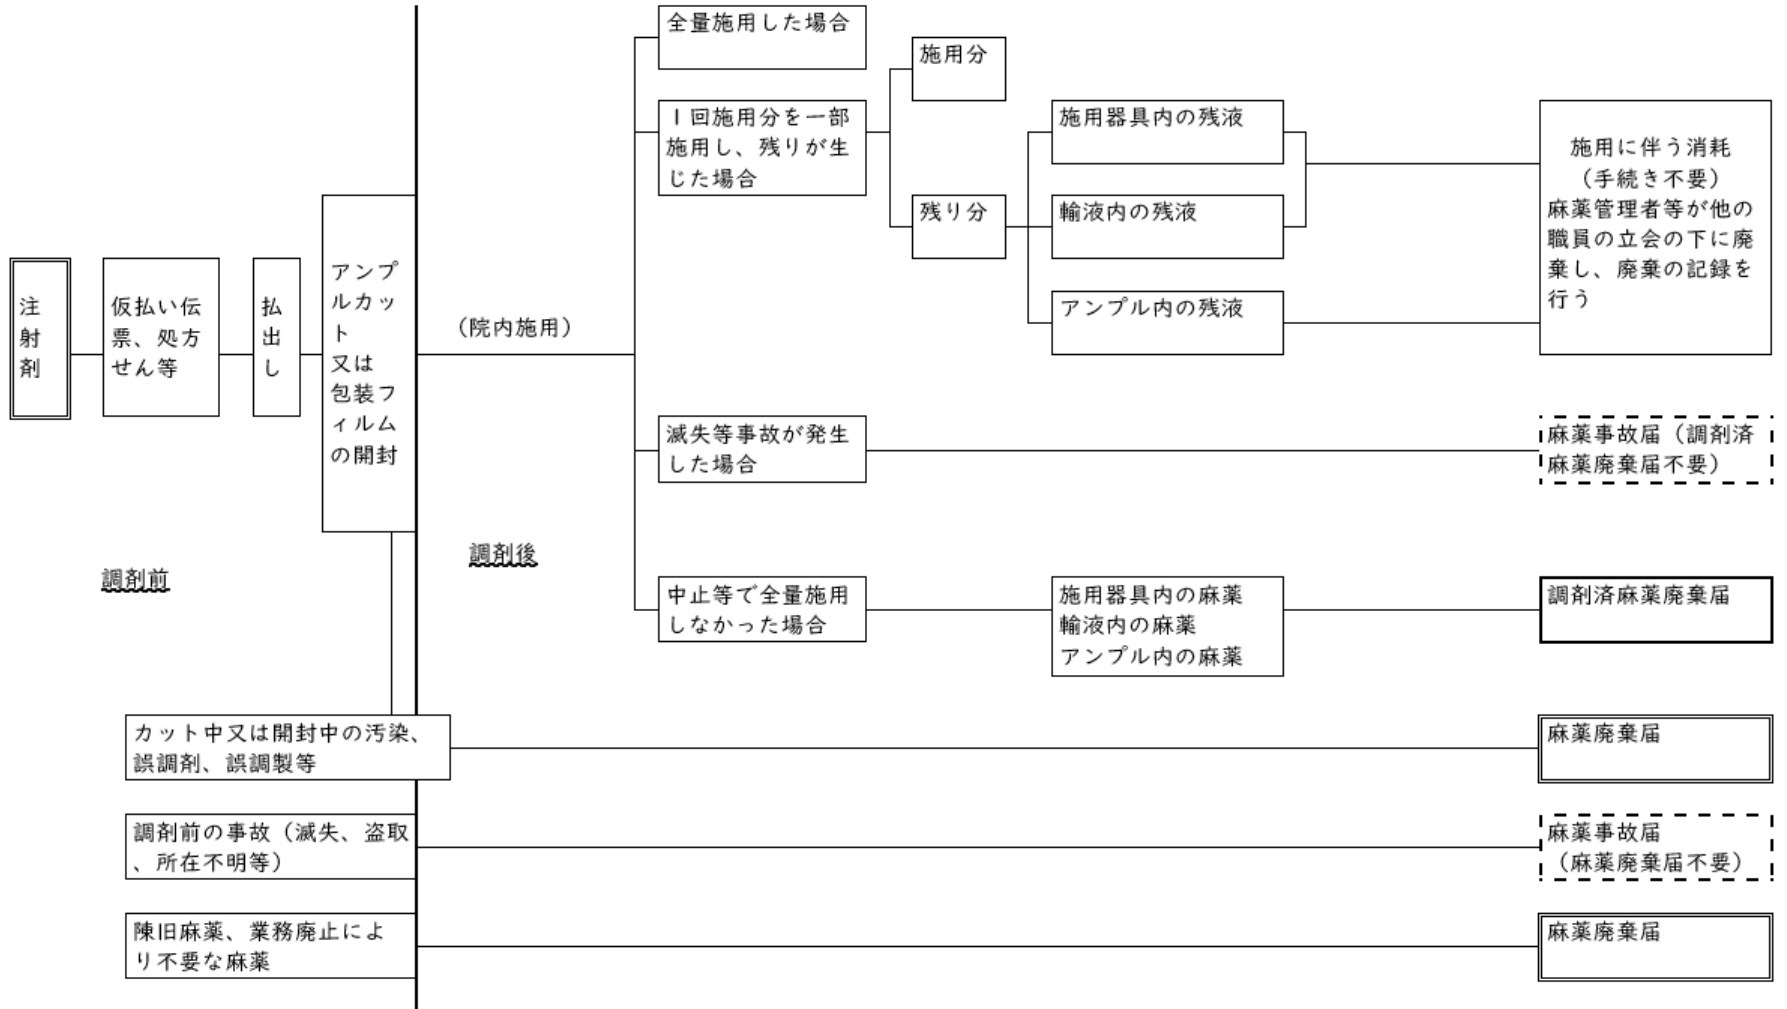 注
射
剤
仮払い伝
票、処方
せん等
払
出
し
アンプ
ルカッ
ト
又は
包装フ
ィルム
の開封
(院内施用)
調剤前
調剤後
全量施用した場合
1回施用分を一部
施用し、残りが生
じた場合
施用分
残り分
施用器具内の残液
輸液内の残液
アンプル内の残液
施用に伴う消耗
(手続き不要)
麻薬管理者等が他の
職員の立会の下に廃
棄し、廃棄の記録を
行う
滅失等事故が発生
した場合
麻薬事故届(調剤済
麻薬廃棄届不要)
中止等で全量施用
しなかった場合
施用器具内の麻薬
輸液内の麻薬
アンプル内の麻薬
調剤済麻薬廃棄届
カット中又は開封中の汚染、
誤調剤、誤調製等
麻薬廃棄届
調剤前の事故(滅失、盗取
、所在不明等)
麻薬事故届
(麻薬廃棄届不要)
陳旧麻薬、業務廃止によ
り不要な麻薬
麻薬廃棄届